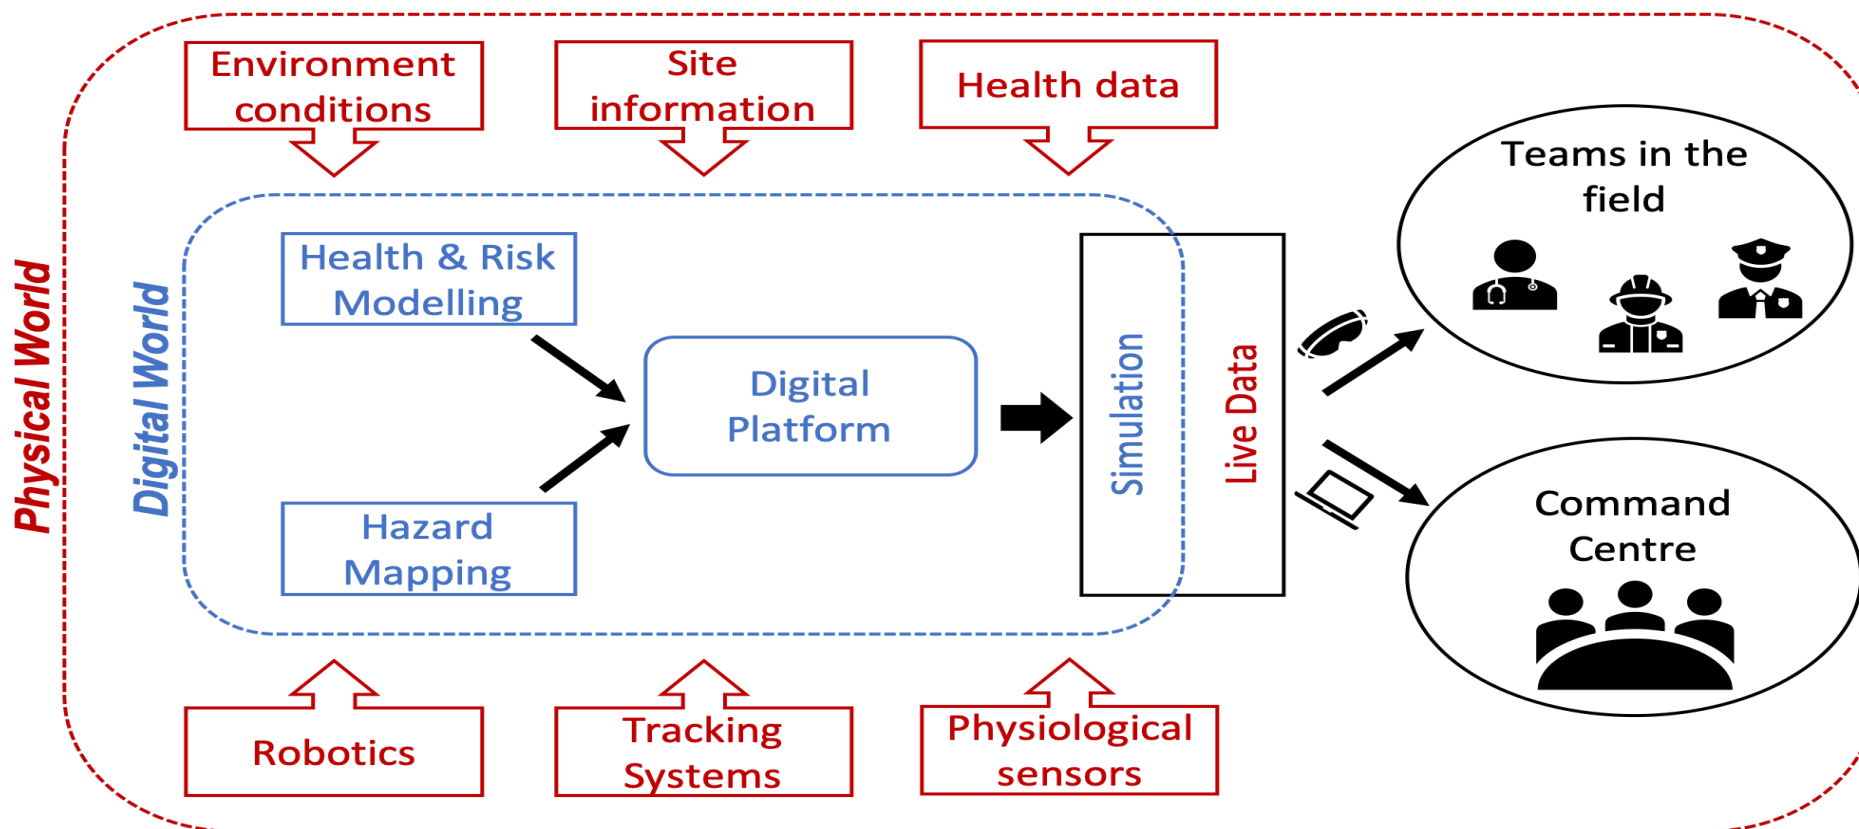 Environment
conditions
Site
information
Health data
Physical World
Digital World
Health & Risk
Modelling
Hazard
Mapping
Digital
Platform
Simulation
Live Data
Teams in the
field
Command
Centre
Robotics
Tracking
Systems
Physiological
sensors